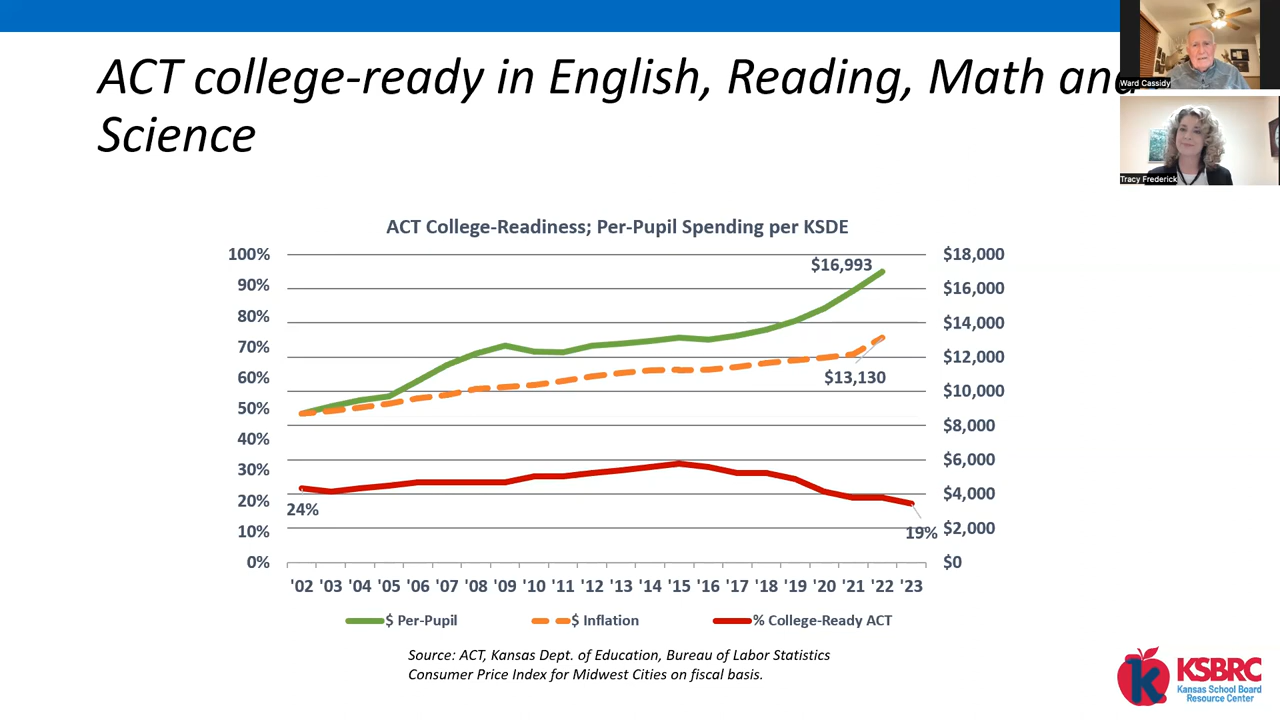 ACT college-ready in English, Reading, Math and
Science
Ward Cassidy
Tracy Frederick
ACT College-Readiness; Per-Pupil Spending per KSDE
100%
90%
80%
70%
60%
50%
40%
30%
20%
10%
0%
$18,000
$16,000
$14,000
$12,000
$10,000
$8,000
$6,000
$4,000
$2,000
$0
$16,993
$13,130
24%
19%
'02 '03 '04 '05 '06 '07 '08 '09 '10 '11 '12 '13 '14 '15 '16 '17 '18 '19 '20 '21 '22 '23
$ Per-Pupil $ Inflation % College-Ready ACT
Source: ACT, Kansas Dept. of Education, Bureau of Labor Statistics
Consumer Price Index for Midwest Cities on fiscal basis.
k KSBRC
Kansas School Board
Resource Center